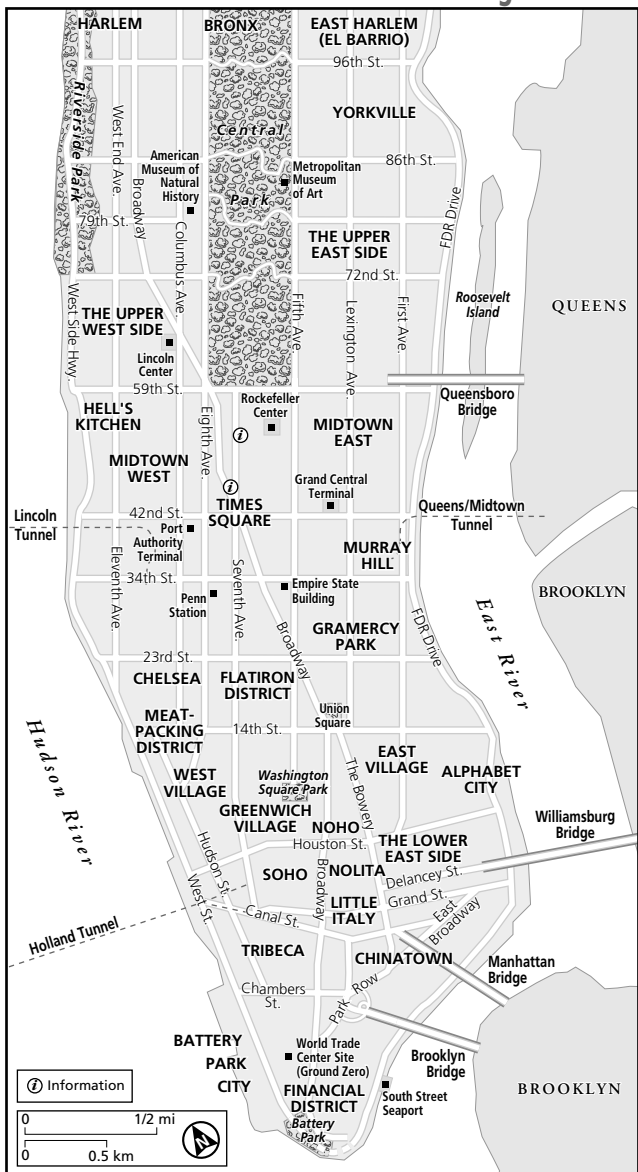 HARLEM
BRONX
EAST HARLEM
(EL BARRIO)
96th St.
Riverside Park
West End Ave.
Broadway
YORKVILLE
Central
Park
American
Museum of
Natural
History
Metropolitan
Museum
of Art
86th St.
79th St.
Columbus Ave.
FDR Drive
THE UPPER
EAST SIDE
72nd St.
Roosevelt
Island
QUEENS
West Side Hwy.
THE UPPER
WEST SIDE
Lincoln
Center
Fifth Ave.
Lexington Ave.
First Ave.
59th St.
Queensboro
Bridge
HELL'S
KITCHEN
Eighth Ave.
Rockefeller
Center
i
MIDTOWN
EAST
MIDTOWN
WEST
i
Grand Central
Terminal
42nd St.
TIMES
SQUARE
Lincoln
Tunnel
Port
Authority
Terminal
Queens/Midtown
Tunnel
MURRAY
HILL
Eleventh Ave.
34th St.
Seventh Ave.
Penn
Station
Empire State
Building
BROOKLYN
Broadway
GRAMERCY
PARK
FDR Drive
East River
23rd St.
CHELSEA
FLATIRON
DISTRICT
Union
Square
MEAT-
PACKING
DISTRICT
14th St.
Hudson River
WEST
VILLAGE
Washington
Square Park
The Bowery
EAST
VILLAGE
ALPHABET
CITY
GREENWICH
VILLAGE
NOHO
Houston St.
Williamsburg
Bridge
THE LOWER
EAST SIDE
Hudson St.
SOHO
Broadway
NOLITA
Delancey St.
West St.
LITTLE
ITALY
Grand St.
East
Broadway
Canal St.
Holland Tunnel
TRIBECA
CHINATOWN
Manhattan
Bridge
Chambers
St.
Park Row
BATTERY
PARK
CITY
World Trade
Center Site
(Ground Zero)
Brooklyn
Bridge
FINANCIAL
DISTRICT
South Street
Seaport
BROOKLYN
Battery
Park
i Information
0 1/2 mi
0 0.5 km
N